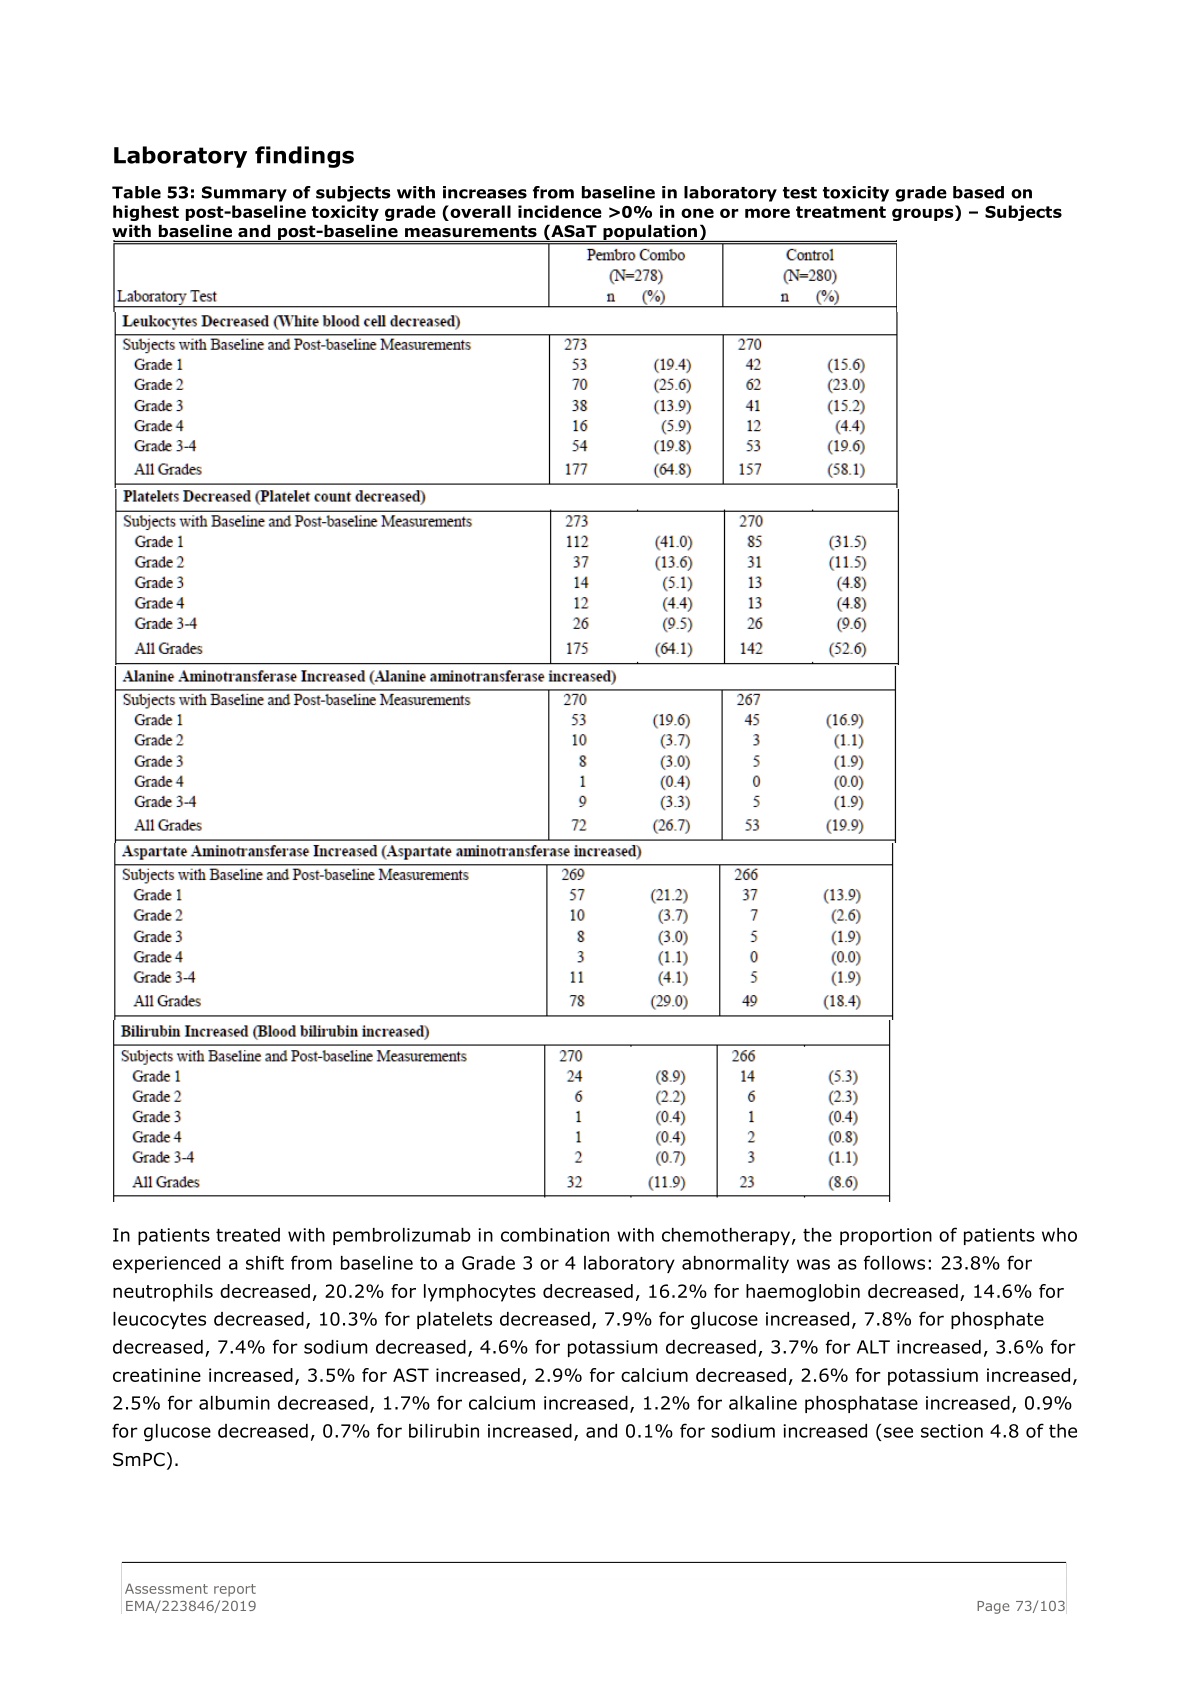 Laboratory findings
Table 53: Summary of subjects with increases from baseline in laboratory test toxicity grade based on
highest post-baseline toxicity grade (overall incidence >0% in one or more treatment groups) – Subjects
with baseline and post-baseline measurements (ASaT population)
Pembro Combo Control
(N=278) (N=280)
Laboratory Test n (%) n (%)
Leukocytes Decreased (White blood cell decreased)
Subjects with Baseline and Post-baseline Measurements 273 270
Grade 1 53 (19.4) 42 (15.6)
Grade 2 70 (25.6) 62 (23.0)
Grade 3 38 (13.9) 41 (15.2)
Grade 4 16 (5.9) 12 (4.4)
Grade 3-4 54 (19.8) 53 (19.6)
All Grades 177 (64.8) 157 (58.1)
Platelets Decreased (Platelet count decreased)
Subjects with Baseline and Post-baseline Measurements 273 270
Grade 1 112 (41.0) 85 (31.5)
Grade 2 37 (13.6) 31 (11.5)
Grade 3 14 (5.1) 13 (4.8)
Grade 4 12 (4.4) 13 (4.8)
Grade 3-4 26 (9.5) 26 (9.6)
All Grades 175 (64.1) 142 (52.6)
Alanine Aminotransferase Increased (Alanine aminotransferase increased)
Subjects with Baseline and Post-baseline Measurements 270 267
Grade 1 53 (19.6) 45 (16.9)
Grade 2 10 (3.7) 3 (1.1)
Grade 3 8 (3.0) 5 (1.9)
Grade 4 1 (0.4) 0 (0.0)
Grade 3-4 9 (3.3) 5 (1.9)
All Grades 72 (26.7) 53 (19.9)
Aspartate Aminotransferase Increased (Aspartate aminotransferase increased)
Subjects with Baseline and Post-baseline Measurements 269 266
Grade 1 57 (21.2) 37 (13.9)
Grade 2 10 (3.7) 7 (2.6)
Grade 3 8 (3.0) 5 (1.9)
Grade 4 3 (1.1) 0 (0.0)
Grade 3-4 11 (4.1) 5 (1.9)
All Grades 78 (29.0) 49 (18.4)
Bilirubin Increased (Blood bilirubin increased)
Subjects with Baseline and Post-baseline Measurements 270 266
Grade 1 24 (8.9) 14 (5.3)
Grade 2 6 (2.2) 6 (2.3)
Grade 3 1 (0.4) 1 (0.4)
Grade 4 1 (0.4) 2 (0.8)
Grade 3-4 2 (0.7) 3 (1.1)
All Grades 32 (11.9) 23 (8.6)
In patients treated with pembrolizumab in combination with chemotherapy, the proportion of patients who
experienced a shift from baseline to a Grade 3 or 4 laboratory abnormality was as follows: 23.8% for
neutrophils decreased, 20.2% for lymphocytes decreased, 16.2% for haemoglobin decreased, 14.6% for
leucocytes decreased, 10.3% for platelets decreased, 7.9% for glucose increased, 7.8% for phosphate
decreased, 7.4% for sodium decreased, 4.6% for potassium decreased, 3.7% for ALT increased, 3.6% for
creatinine increased, 3.5% for AST increased, 2.9% for calcium decreased, 2.6% for potassium increased,
2.5% for albumin decreased, 1.7% for calcium increased, 1.2% for alkaline phosphatase increased, 0.9%
for glucose decreased, 0.7% for bilirubin increased, and 0.1% for sodium increased (see section 4.8 of the
SmPC).
Assessment report
EMA/223846/2019 Page 73/103